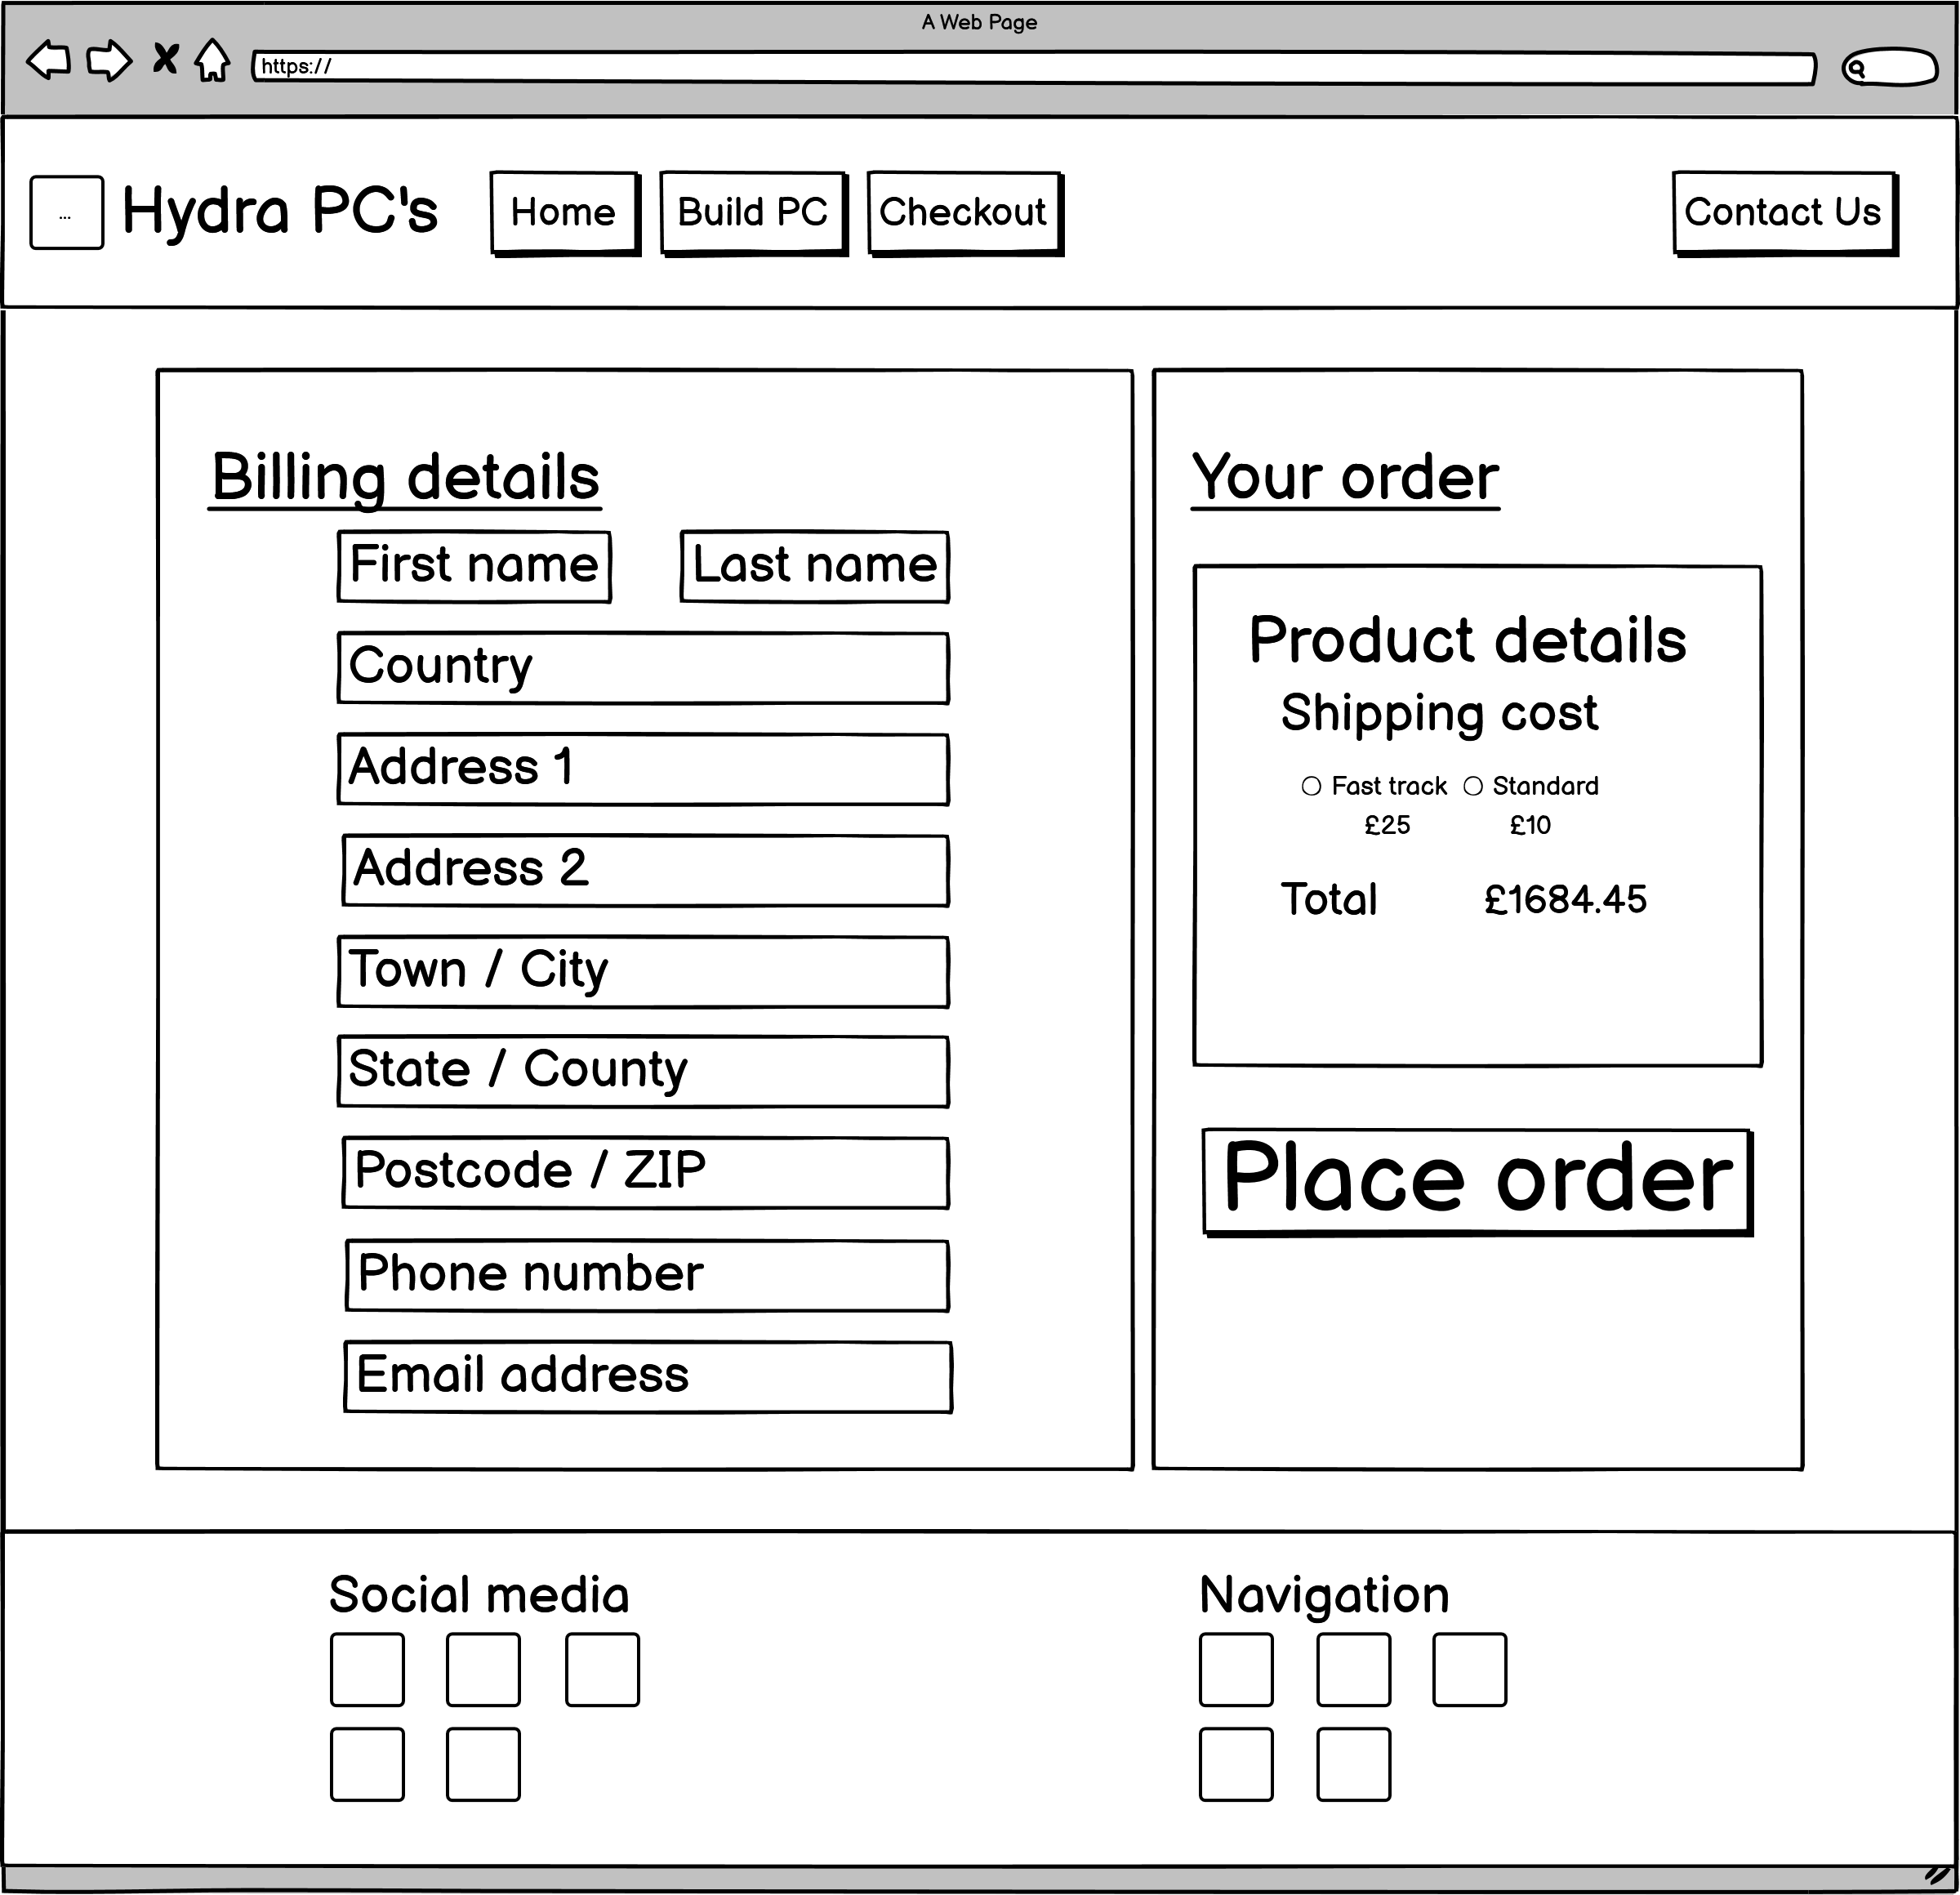 A Web Page
https://
...
Hydra PC's
Home
Build PC
Checkout
Contact Us
Billing details
First name
Last name
Country
Address 1
Address 2
Town / City
State / County
Postcode / ZIP
Phone number
Email address
Your order
Product details
Shipping cost
Fast track
Standard
£25
£10
Total
£1684.45
Place order
Social media
Navigation